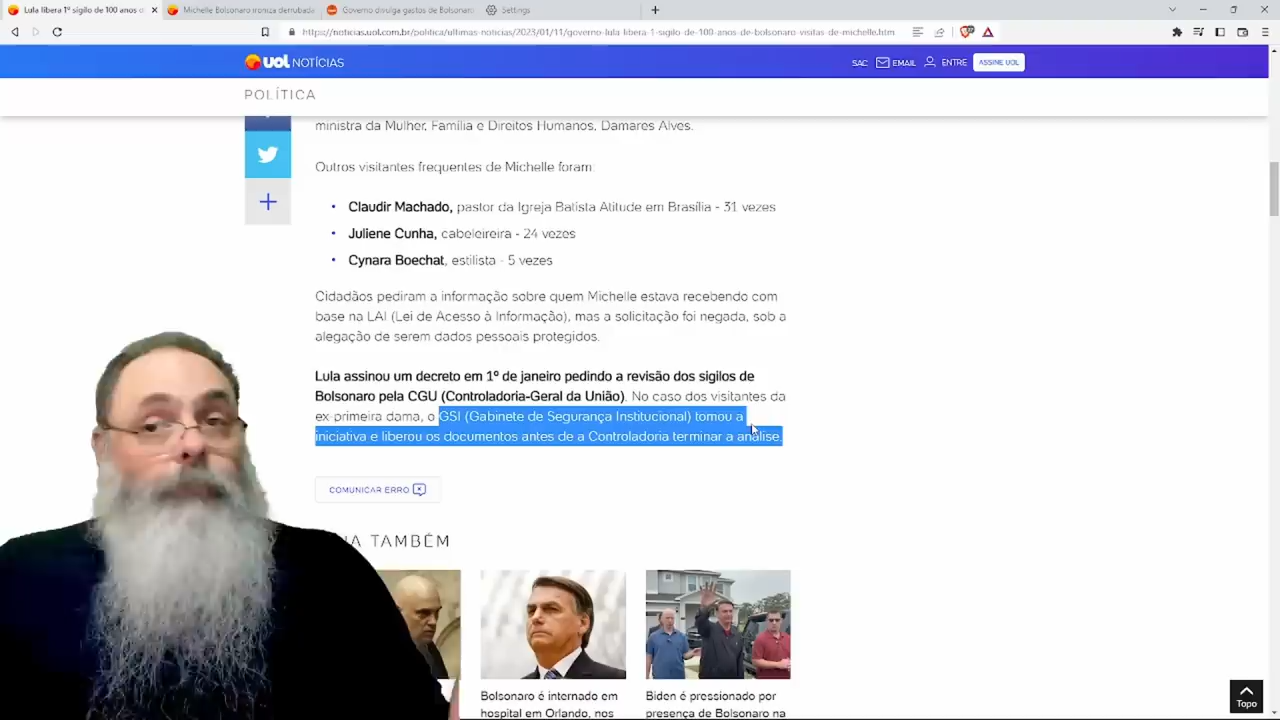 Lula libera 1º sigilo de 100 anos d
Michelle Bolsonaro ironiza derrubada
Governo divulga gastos de Bolsonaro
Settings
https://noticias.uol.com.br/politica/ultimas-noticias/2023/01/11/governo-lula-libera-1-sigilo-de-100-anos-de-bolsonaro-visitas-de-michelle.htm
uol NOTÍCIAS
SAC
EMAIL
ENTRE
ASSINE UOL
POLÍTICA
ministra da Mulher, Família e Direitos Humanos, Damares Alves.
Outros visitantes frequentes de Michelle foram:
Claudir Machado, pastor da Igreja Batista Atitude em Brasília - 31 vezes
Juliene Cunha, cabeleireira - 24 vezes
Cynara Boechat, estilista - 5 vezes
Cidadãos pediram a informação sobre quem Michelle estava recebendo com
base na LAI (Lei de Acesso à Informação), mas a solicitação foi negada, sob a
alegação de serem dados pessoais protegidos.
Lula assinou um decreto em 1º de janeiro pedindo a revisão dos sigilos de
Bolsonaro pela CGU (Controladoria-Geral da União). No caso dos visitantes da
ex-primeira dama, o GSI (Gabinete de Segurança Institucional) tomou a
iniciativa e liberou os documentos antes de a Controladoria terminar a análise.
COMUNICAR ERRO
TAMBÉM
Bolsonaro é internado em
hospital em Orlando, nos
Biden é pressionado por
presença de Bolsonaro na
Topo